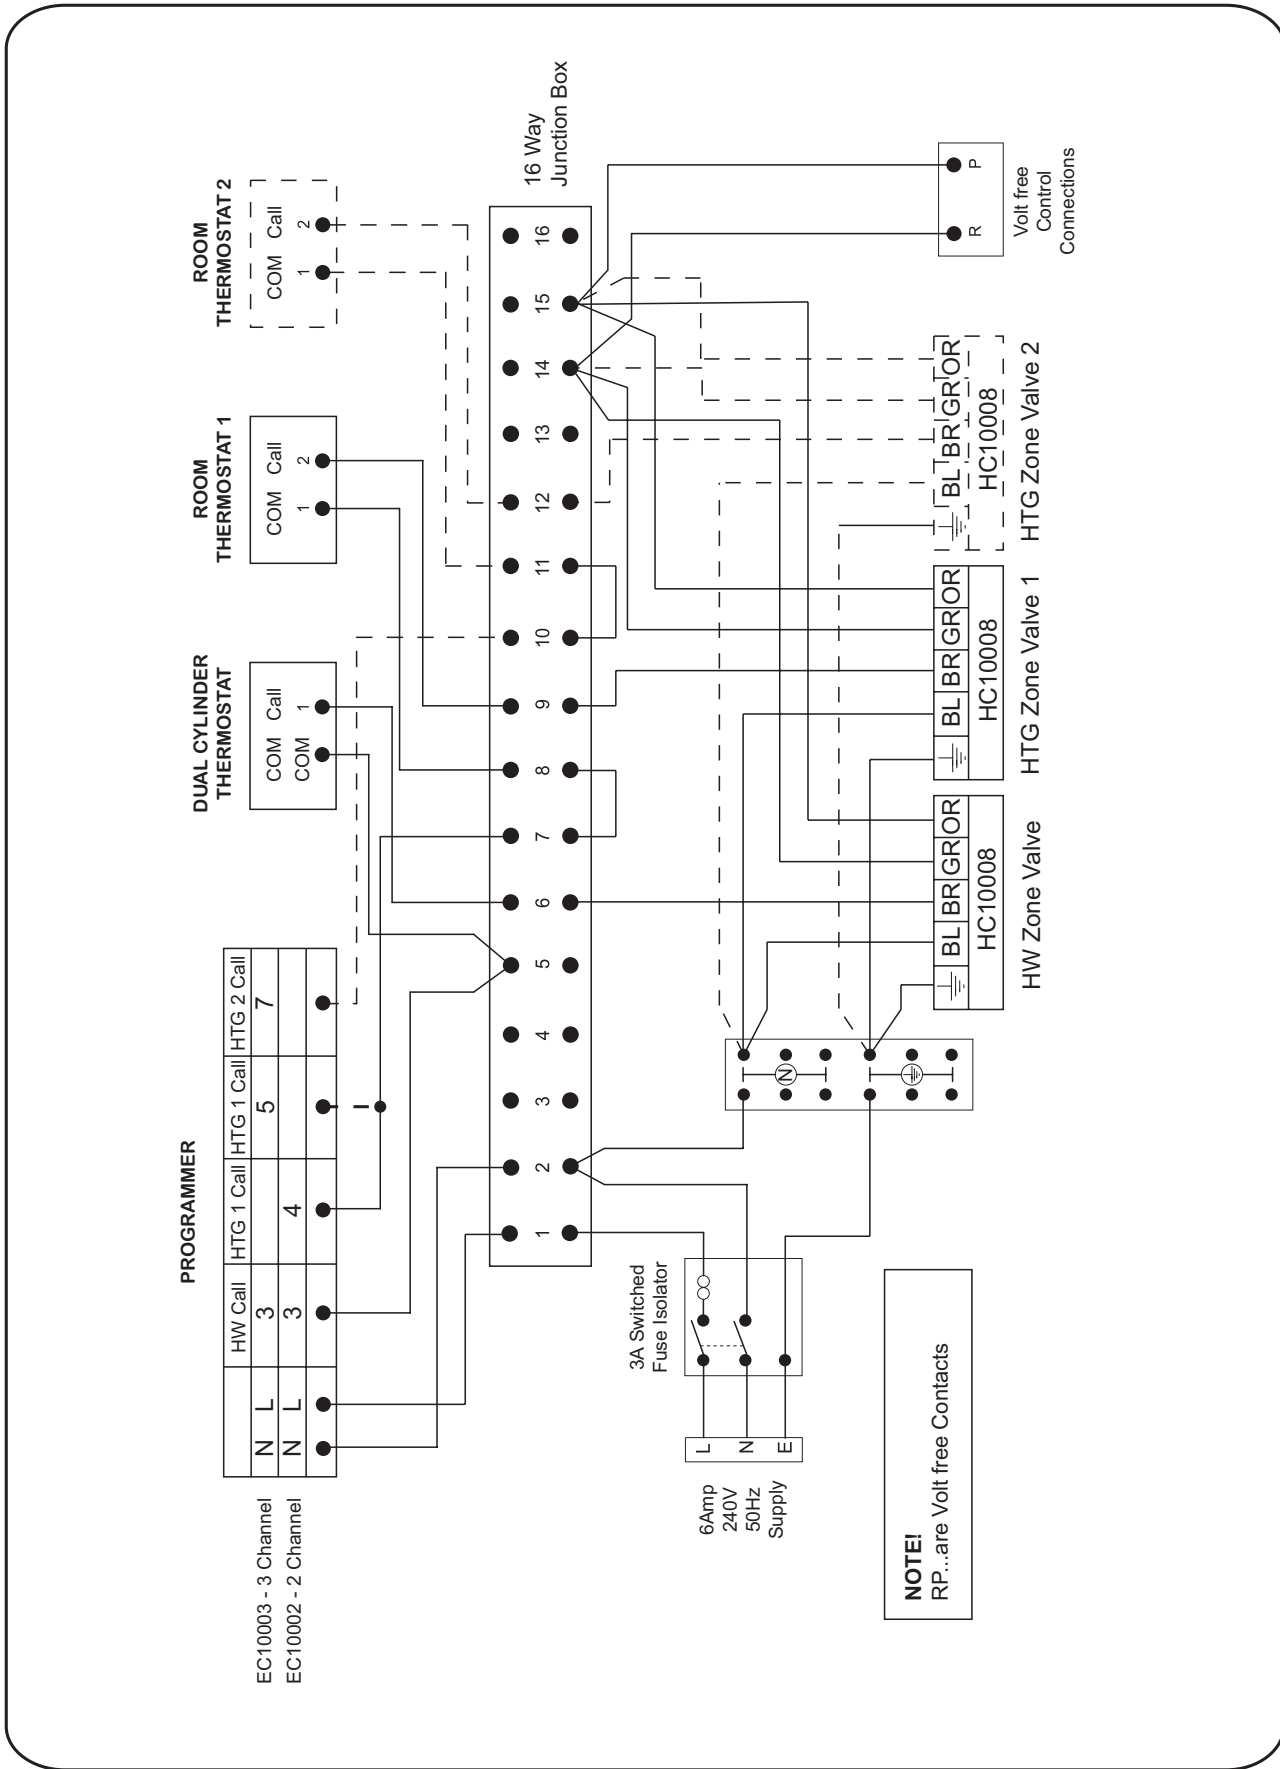 PROGRAMMER
HW Call
HTG 1 Call
HTG 1 Call
HTG 2 Call
EC10003 - 3 Channel
N
L
3
5
7
EC10002 - 2 Channel
N
L
3
4
DUAL CYLINDER
THERMOSTAT
COM
Call
COM
1
ROOM
THERMOSTAT 1
COM
Call
1
2
ROOM
THERMOSTAT 2
COM
Call
1
2
1
2
3
4
5
6
7
8
9
10
11
12
13
14
15
16
16 Way
Junction Box
3A Switched
Fuse Isolator
6Amp
240V
50Hz
Supply
L
N
E
N
BL
BR
GR
OR
HC10008
HW Zone Valve
BL
BR
GR
OR
HC10008
HTG Zone Valve 1
BL
BR
GR
OR
HC10008
HTG Zone Valve 2
R
P
Volt free
Control
Connections
NOTE!
RP...are Volt free Contacts